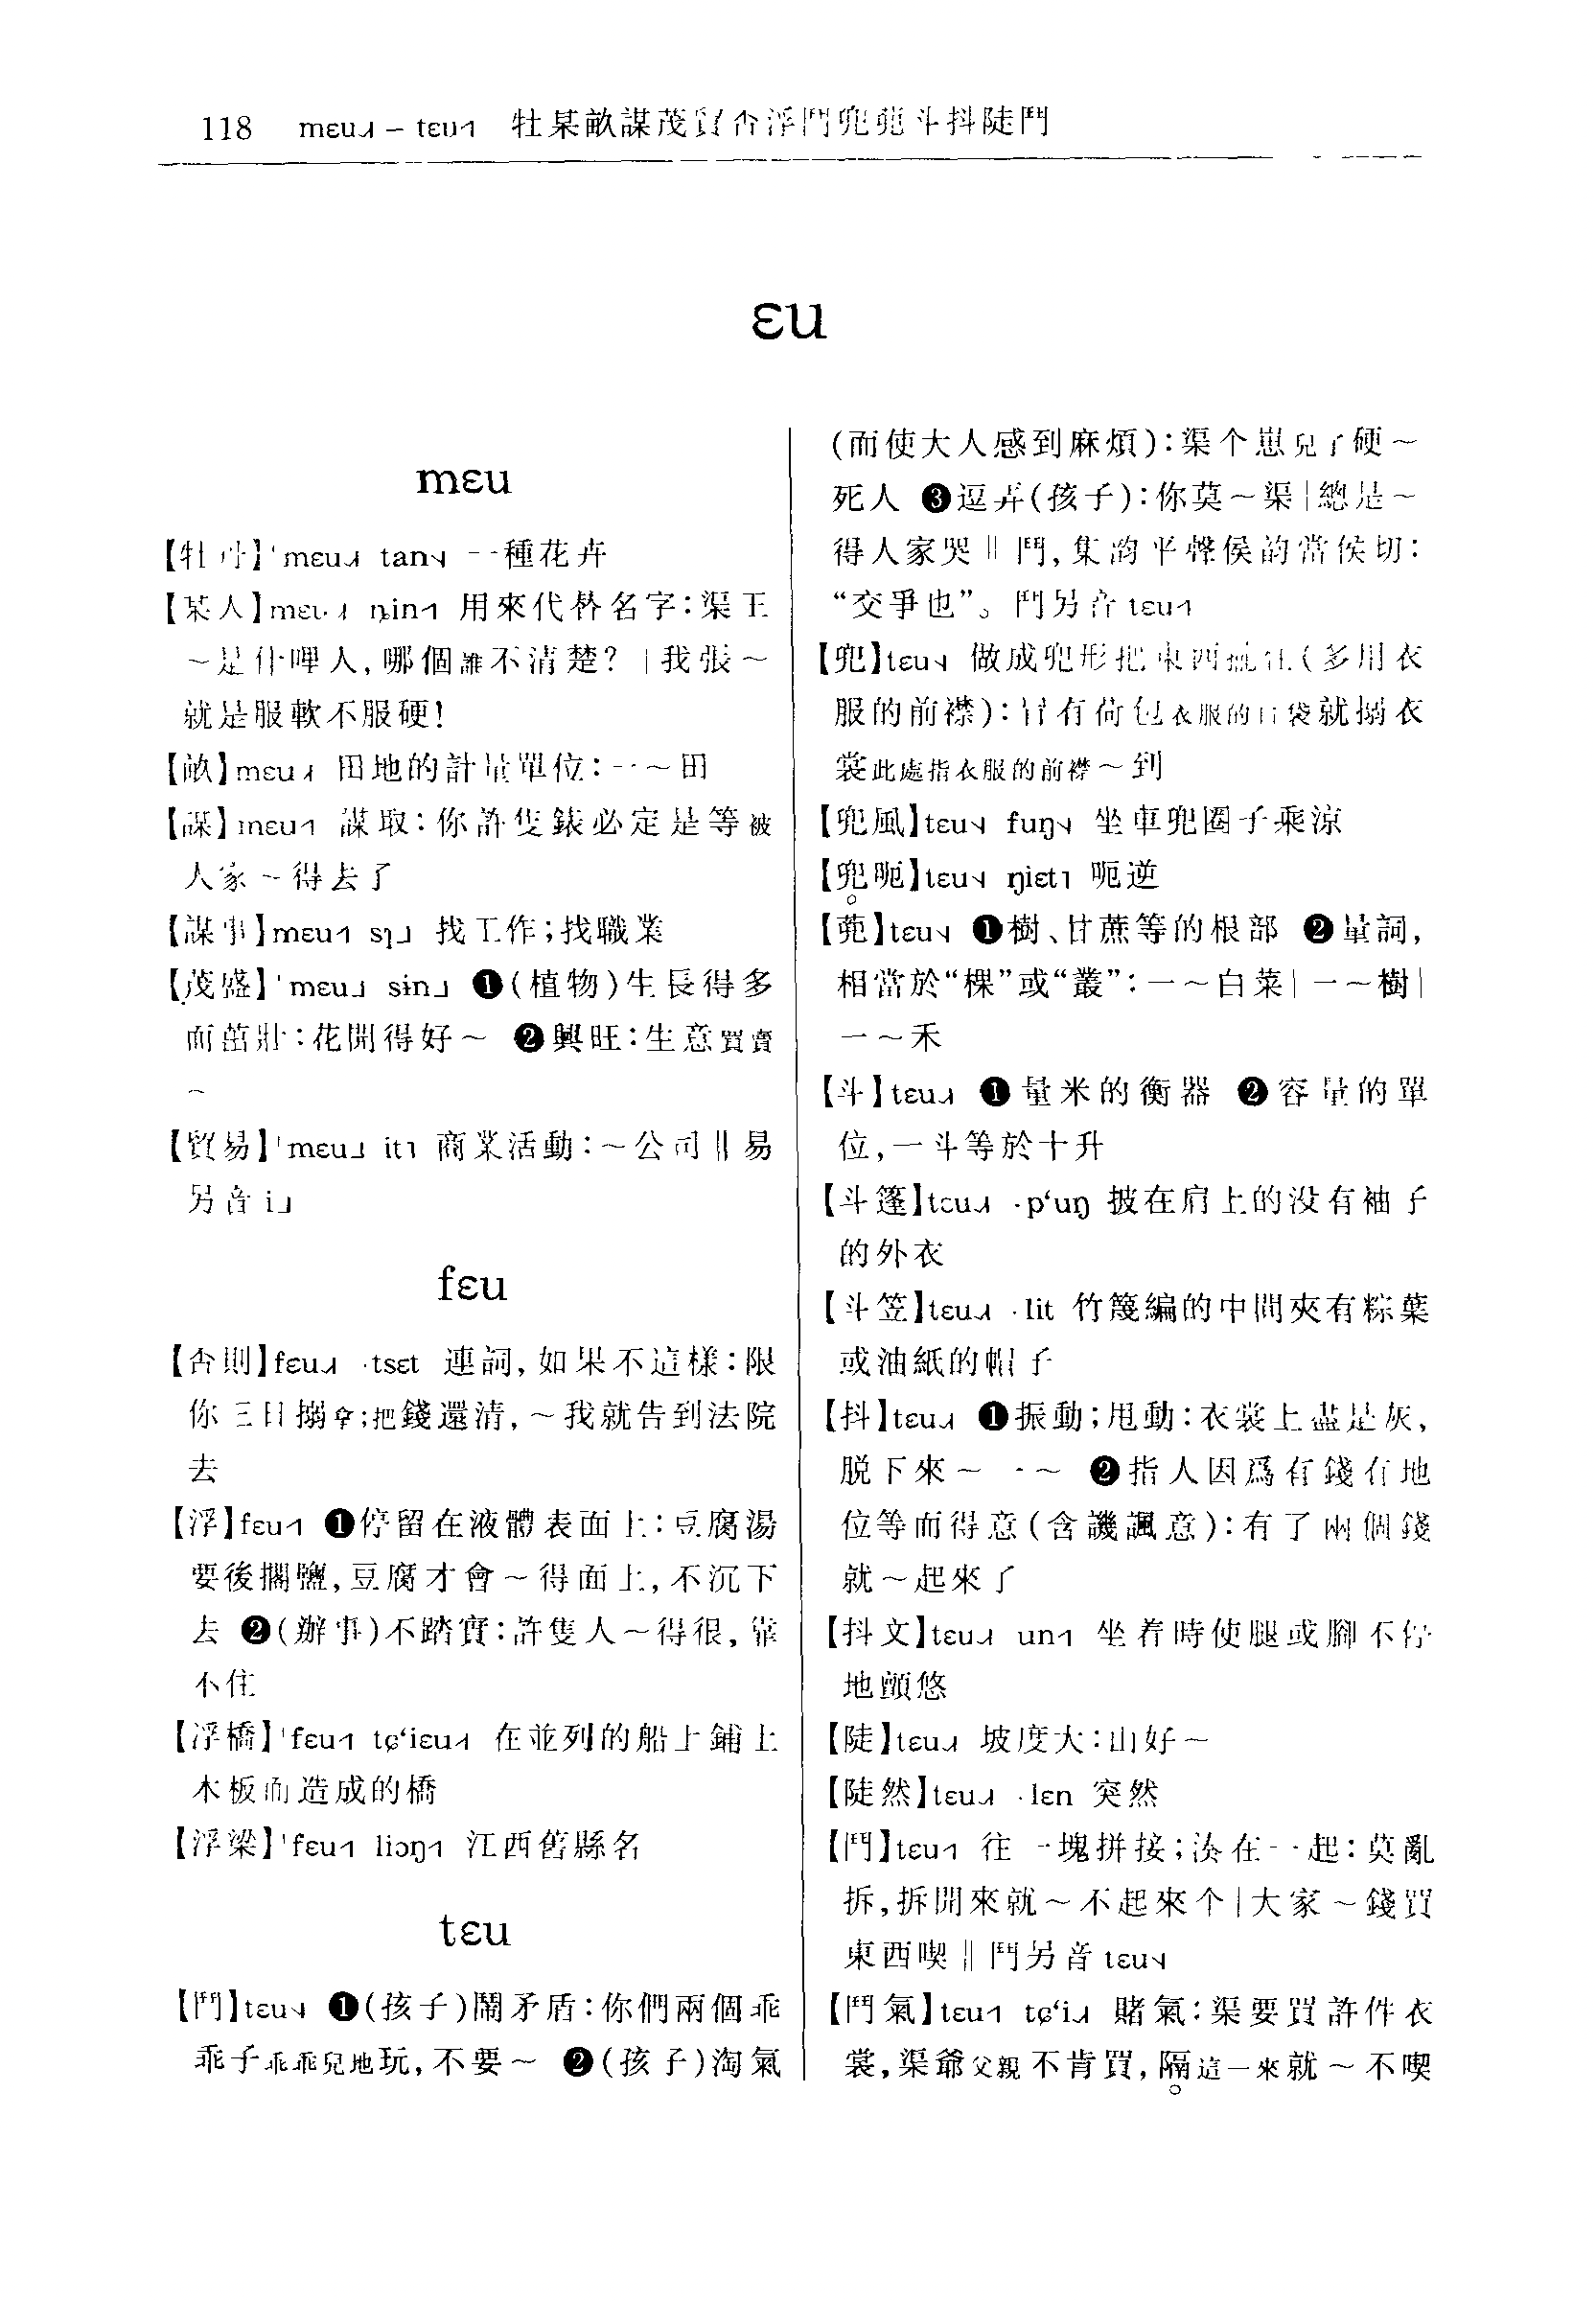 118 mɛu˨˩˧ – tɛu˦˥ 牡某畝謀茂貿否浮鬥兜蔸斗抖陡鬥
ɛu
mɛu
【牡丹】ˈmɛu tan 一種花卉
【某人】mɛu ȵin 用來代替名字：渠王
～是什哩人，哪個誰不清楚？｜我張～
就是服軟不服硬！
【畝】mɛu 田地的計量單位：一～田
【謀】mɛu 謀取：你許隻錶必定是等被
人家～得去了
【謀事】mɛu sɿ 找工作；找職業
【茂盛】ˈmɛu sin ❶（植物）生長得多
而茁壯：花開得好～ ❷興旺：生意買賣
～
【貿易】ˈmɛu it 商業活動：～公司‖易
另音 i
fɛu
【否則】fɛu ·tsɛt 連詞，如果不這樣：限
你三日搦拿；把錢還清，～我就告到法院
去
【浮】fɛu ❶停留在液體表面上：豆腐湯
要後擱鹽，豆腐才會～得面上，不沉下
去 ❷（辦事）不踏實：許隻人～得很，靠
不住
【浮橋】ˈfɛu tɕ‘iɛu 在並列的船上鋪上
木板而造成的橋
【浮梁】ˈfɛu liɔŋ 江西舊縣名
tɛu
【鬥】tɛu ❶（孩子）鬧矛盾：你們兩個乖
乖子乖乖兒地玩，不要～ ❷（孩子）淘氣
（而使大人感到麻煩）：渠个崽兒了硬～
死人 ❸逗弄（孩子）：你莫～渠｜總是～
得人家哭‖鬥，集韵平聲侯韵當侯切：
“交爭也”。鬥另音 tɛu
【兜】tɛu 做成兜形把東西攏住（多用衣
服的前襟）：冇有荷包衣服的口袋就搦衣
裳此處指衣服的前襟～到
【兜風】tɛu fuŋ 坐車兜圈子乘涼
【兜呃】tɛu ŋiɛt 呃逆
【蔸】tɛu ❶樹、甘蔗等的根部 ❷量詞，
相當於“棵”或“叢”：一～白菜｜一～樹｜
一～禾
【斗】tɛu ❶量米的衡器 ❷容量的單
位，一斗等於十升
【斗篷】tɛu ·p‘uŋ 披在肩上的没有袖子
的外衣
【斗笠】tɛu ·lit 竹篾編的中間夾有粽葉
或油紙的帽子
【抖】tɛu ❶振動；甩動：衣裳上盡是灰，
脱下來～一～ ❷指人因爲有錢有地
位等而得意（含譏諷意）：有了兩個錢
就～起來了
【抖文】tɛu un 坐着時使腿或腳不停
地顫悠
【陡】tɛu 坡度大：山好～
【陡然】tɛu ·lɛn 突然
【鬥】tɛu 往一塊拼接；湊在一起：莫亂
拆，拆開來就～不起來个｜大家～錢買
東西喫‖鬥另音 tɛu
【鬥氣】tɛu tɕ‘i 賭氣：渠要買許件衣
裳，渠爺父親不肯買，隔這一來就～不喫